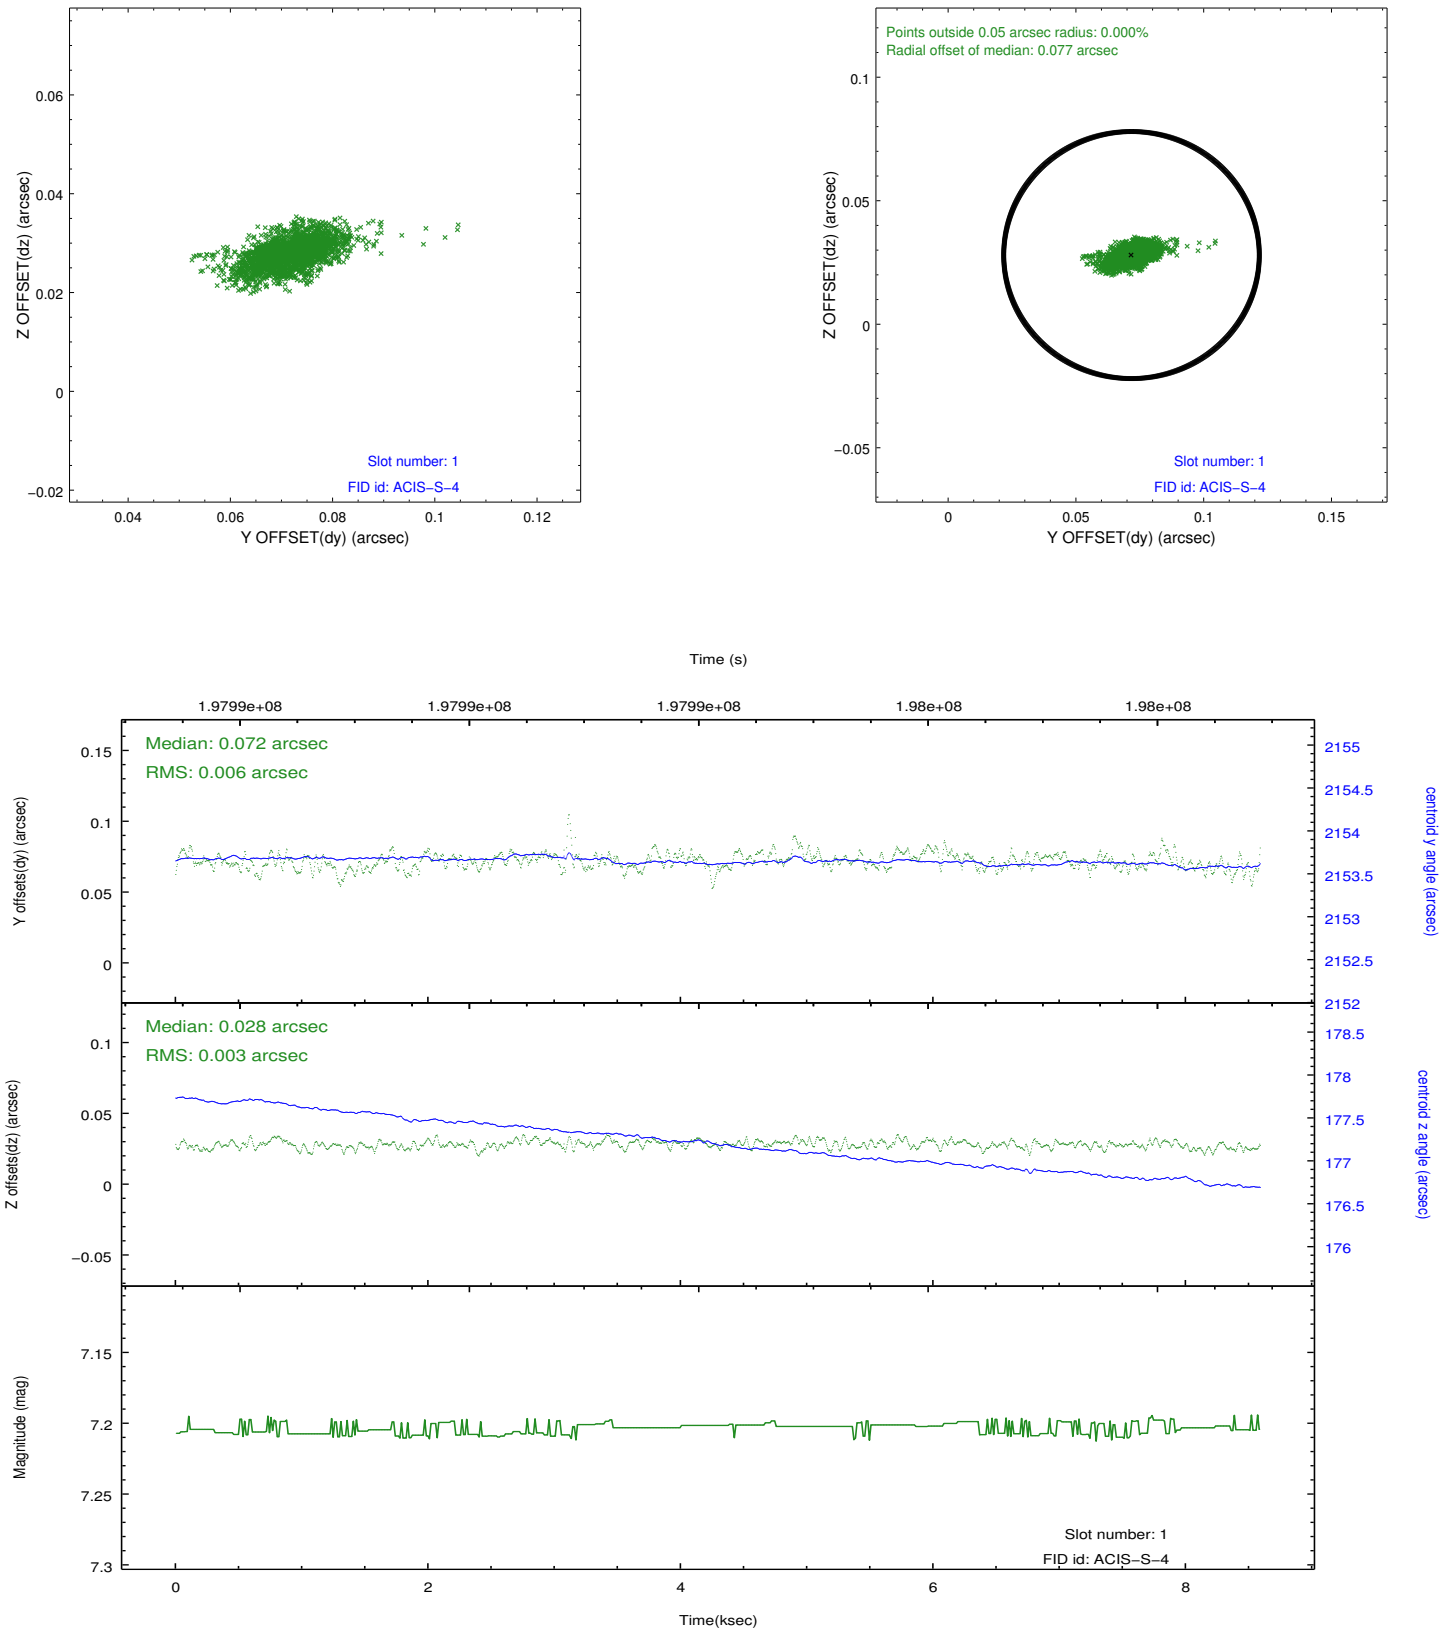 0.06
0.04
0.02
0
−0.02
Z OFFSET(dz) (arcsec)
Slot number: 1
FID id: ACIS−S−4
0.04 0.06 0.08 0.1 0.12
Y OFFSET(dy) (arcsec)
Points outside 0.05 arcsec radius: 0.000%
Radial offset of median: 0.077 arcsec
0.1
0.05
0
−0.05
Z OFFSET(dz) (arcsec)
Slot number: 1
FID id: ACIS−S−4
0 0.05 0.1 0.15
Y OFFSET(dy) (arcsec)
Time (s)
1.9799e+08 1.9799e+08 1.9799e+08 1.98e+08 1.98e+08
Median: 0.072 arcsec
RMS: 0.006 arcsec
0.15
0.1
0.05
0
Y offsets(dy) (arcsec)
2155
2154.5
2154
2153.5
2153
2152.5
2152
centroid y angle (arcsec)
Median: 0.028 arcsec
RMS: 0.003 arcsec
0.1
0.05
0
−0.05
Z offsets(dz) (arcsec)
178.5
178
177.5
177
176.5
176
centroid z angle (arcsec)
7.15
7.2
7.25
7.3
Magnitude (mag)
Slot number: 1
FID id: ACIS−S−4
0 2 4 6 8
Time(ksec)